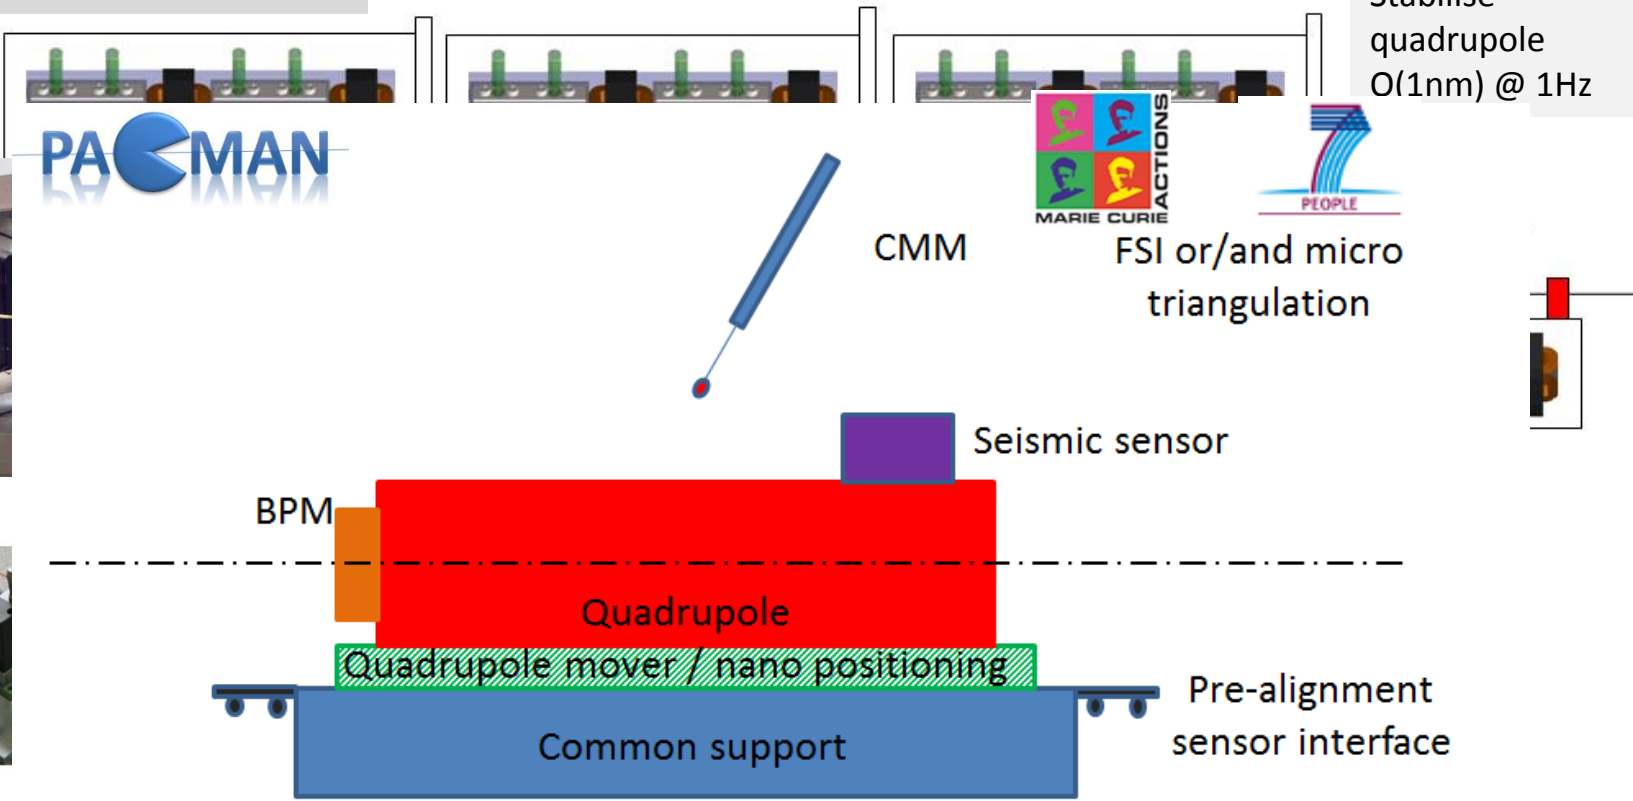 quadrupole
O(1nm) @ 1Hz
PACMAN
MARIE CURIE
ACTIONS
PEOPLE
CMM
FSI or/and micro
triangulation
Seismic sensor
BPM
Quadrupole
Quadrupole mover / nano positioning
Pre-alignment
sensor interface
Common support